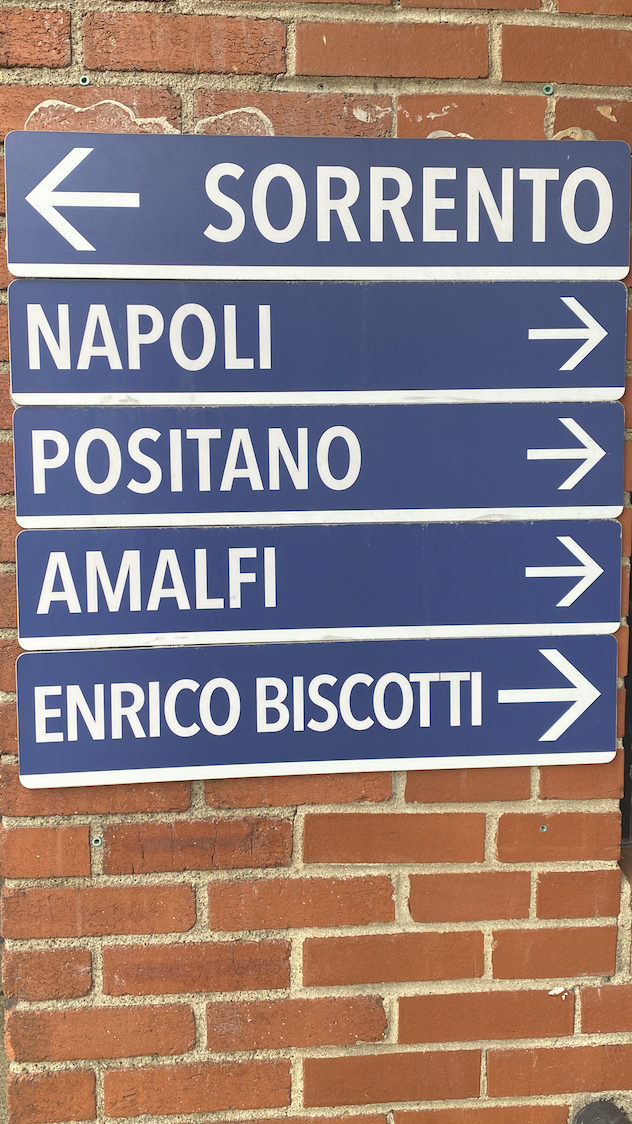 ← SORRENTO
NAPOLI →
POSITANO →
AMALFI →
ENRICO BISCOTTI →